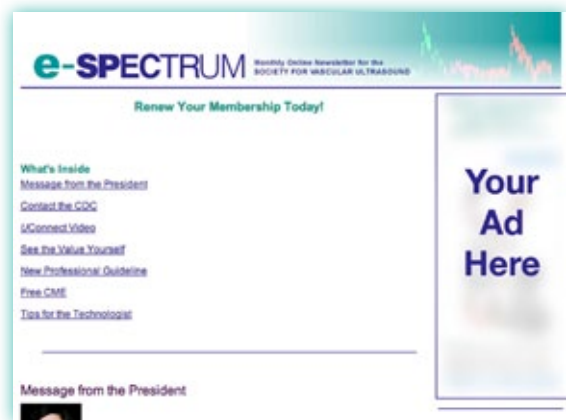 e-SPECTRUM
Monthly Online Newsletter for the
SOCIETY FOR VASCULAR ULTRASOUND
Renew Your Membership Today!
What's Inside
Message from the President
Contact the COC
UConnect Video
See the Value Yourself
New Professional Guideline
Free CME
Tips for the Technologist
Your
Ad
Here
Message from the President